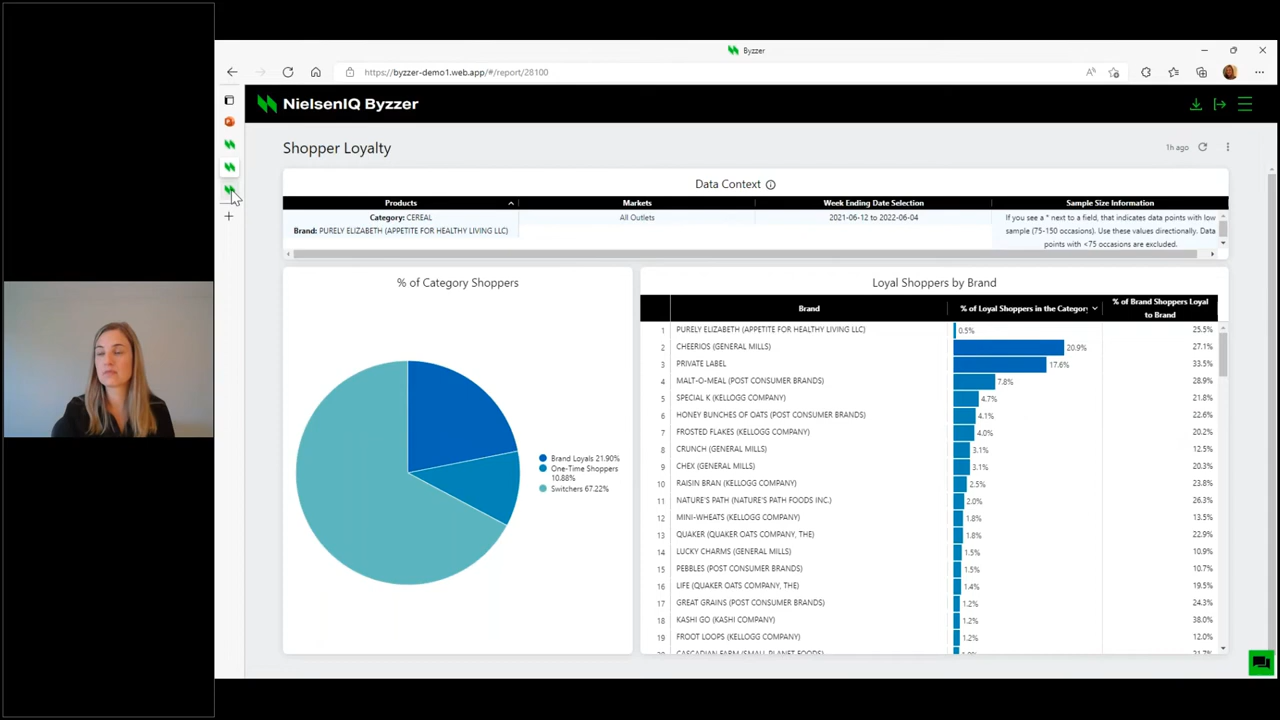 Byzzer
https://byzzer-demo1.web.app/#/report/28100
NielsenIQ Byzzer
Shopper Loyalty
1h ago
Data Context
Products Markets Week Ending Date Selection Sample Size Information
Category: CEREAL All Outlets 2021-06-12 to 2022-06-04 If you see a * next to a field, that indicates data points with low
Brand: PURELY ELIZABETH (APPETITE FOR HEALTHY LIVING LLC) sample (75-150 occasions). Use these values directionally. Data
points with <75 occasions are excluded.
% of Category Shoppers
Brand Loyals 21.90%
One-Time Shoppers
10.88%
Switchers 67.22%
Loyal Shoppers by Brand
Brand % of Loyal Shoppers in the Category % of Brand Shoppers Loyal
to Brand
1 PURELY ELIZABETH (APPETITE FOR HEALTHY LIVING LLC) 0.5% 25.5%
2 CHEERIOS (GENERAL MILLS) 20.9% 27.1%
3 PRIVATE LABEL 17.6% 33.5%
4 MALT-O-MEAL (POST CONSUMER BRANDS) 7.8% 28.9%
5 SPECIAL K (KELLOGG COMPANY) 4.7% 21.8%
6 HONEY BUNCHES OF OATS (POST CONSUMER BRANDS) 4.1% 22.6%
7 FROSTED FLAKES (KELLOGG COMPANY) 4.0% 20.2%
8 CRUNCH (GENERAL MILLS) 3.1% 12.5%
9 CHEX (GENERAL MILLS) 3.1% 20.3%
10 RAISIN BRAN (KELLOGG COMPANY) 2.5% 23.8%
11 NATURE'S PATH (NATURE'S PATH FOODS INC.) 2.0% 26.3%
12 MINI-WHEATS (KELLOGG COMPANY) 1.8% 13.5%
13 QUAKER (QUAKER OATS COMPANY, THE) 1.8% 22.9%
14 LUCKY CHARMS (GENERAL MILLS) 1.5% 10.9%
15 PEBBLES (POST CONSUMER BRANDS) 1.5% 10.7%
16 LIFE (QUAKER OATS COMPANY, THE) 1.4% 19.5%
17 GREAT GRAINS (POST CONSUMER BRANDS) 1.2% 24.3%
18 KASHI GO (KASHI COMPANY) 1.2% 38.0%
19 FROOT LOOPS (KELLOGG COMPANY) 1.2% 12.0%
CASCADIAN FARM (SMALL PLANET FOODS)